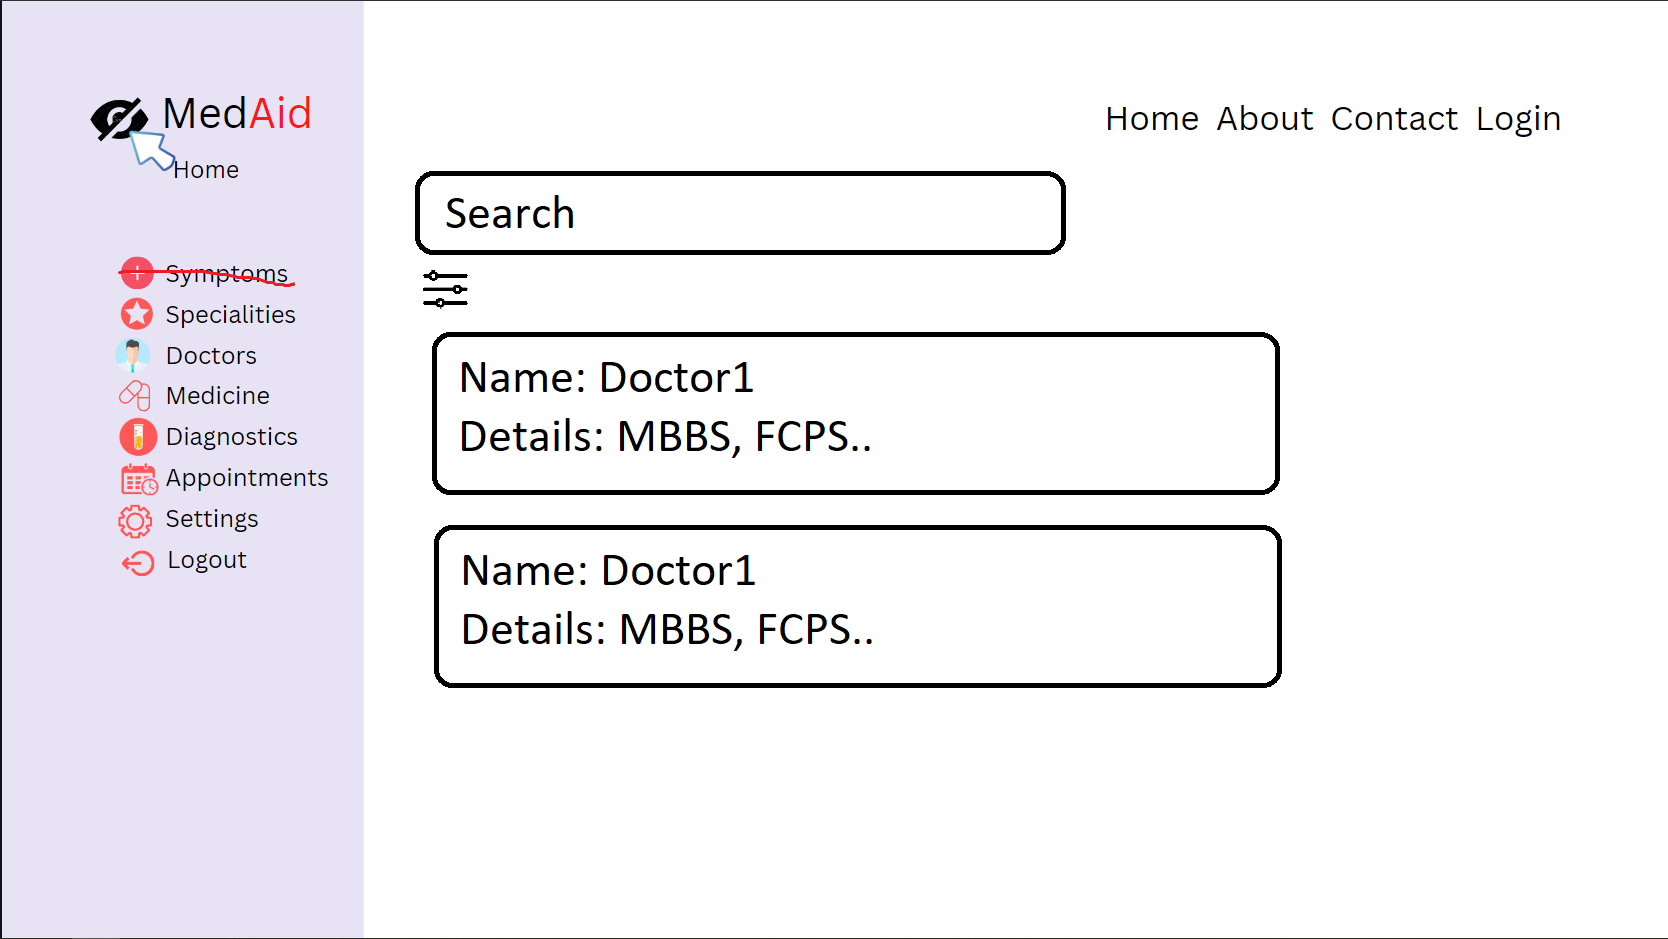 MedAid
Home
Symptoms
Specialities
Doctors
Medicine
Diagnostics
Appointments
Settings
Logout
Home About Contact Login
Search
Name: Doctor1
Details: MBBS, FCPS..
Name: Doctor1
Details: MBBS, FCPS..